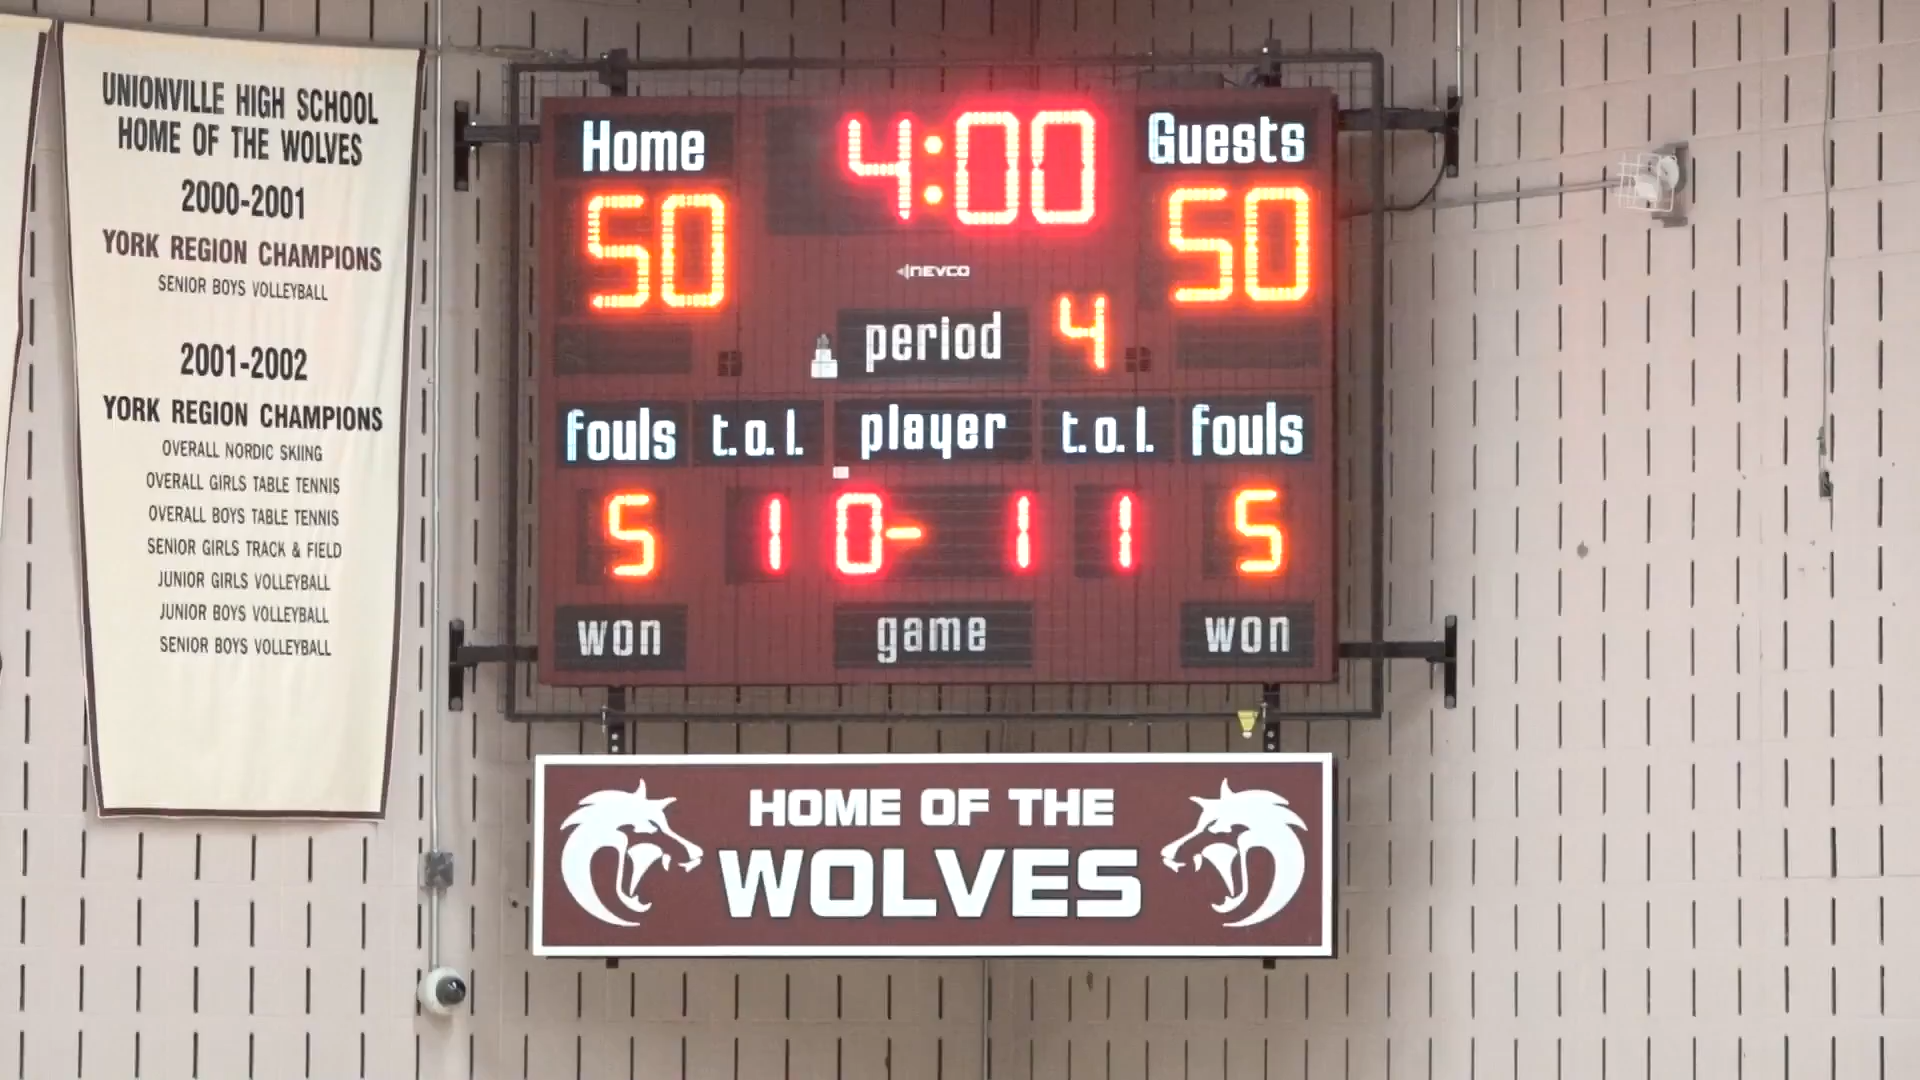 UNIONVILLE HIGH SCHOOL
HOME OF THE WOLVES
2000-2001
YORK REGION CHAMPIONS
SENIOR BOYS VOLLEYBALL
2001-2002
YORK REGION CHAMPIONS
OVERALL NORDIC SKIING
OVERALL GIRLS TABLE TENNIS
OVERALL BOYS TABLE TENNIS
SENIOR GIRLS TRACK & FIELD
JUNIOR GIRLS VOLLEYBALL
JUNIOR BOYS VOLLEYBALL
SENIOR BOYS VOLLEYBALL
Home 4:00 Guests
50 50
NEVCO
period 4
fouls t.o.l. player t.o.l. fouls
5 1 0- 1 1 5
won game won
HOME OF THE
WOLVES